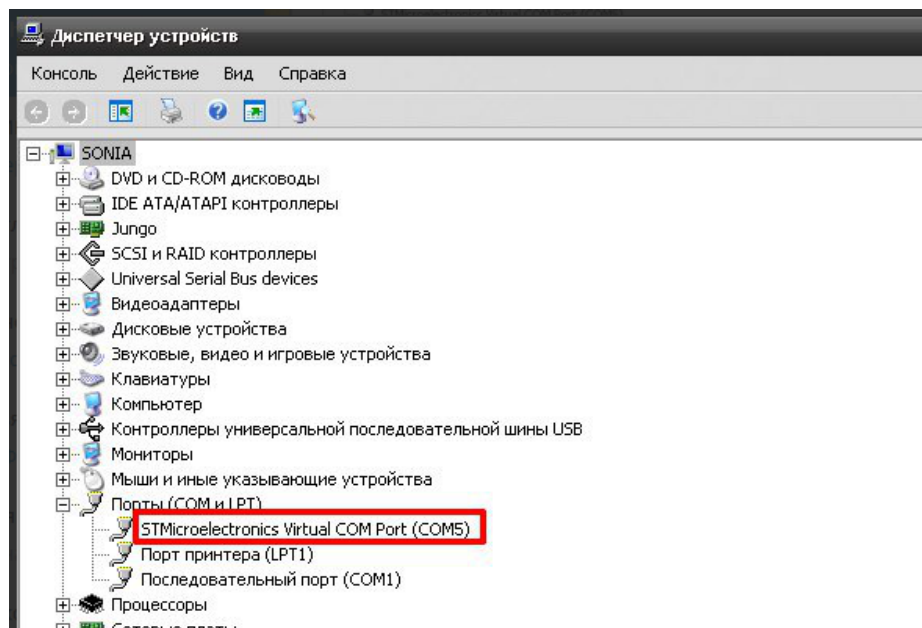 Диспетчер устройств
Консоль Действие Вид Справка
SONIA
DVD и CD-ROM дисководы
IDE ATA/ATAPI контроллеры
Jungo
SCSI и RAID контроллеры
Universal Serial Bus devices
Видеоадаптеры
Дисковые устройства
Звуковые, видео и игровые устройства
Клавиатуры
Компьютер
Контроллеры универсальной последовательной шины USB
Мониторы
Мыши и иные указывающие устройства
Порты (COM и LPT)
STMicroelectronics Virtual COM Port (COM5)
Порт принтера (LPT1)
Последовательный порт (COM1)
Процессоры
Сетевые платы